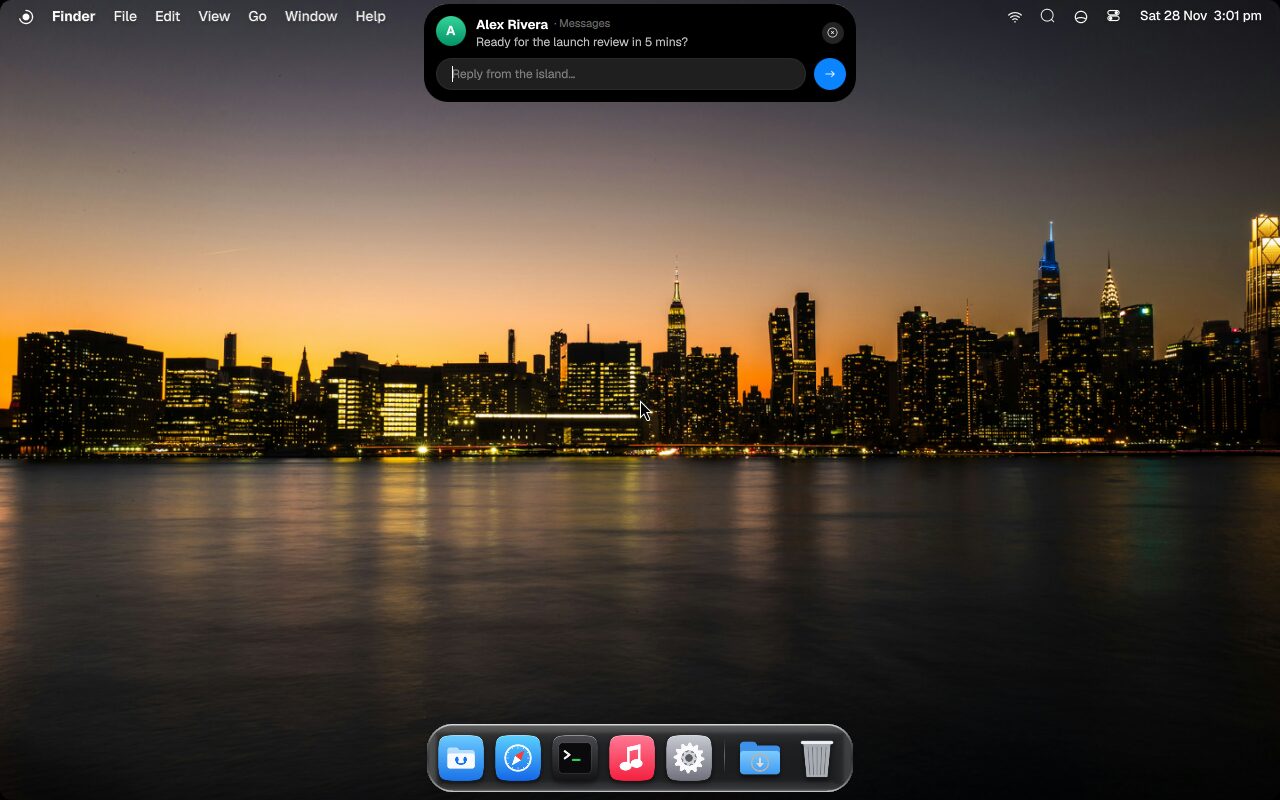 Finder File Edit View Go Window Help Sat 28 Nov 3:01 pm
A
Alex Rivera · Messages
Ready for the launch review in 5 mins?
Reply from the island...